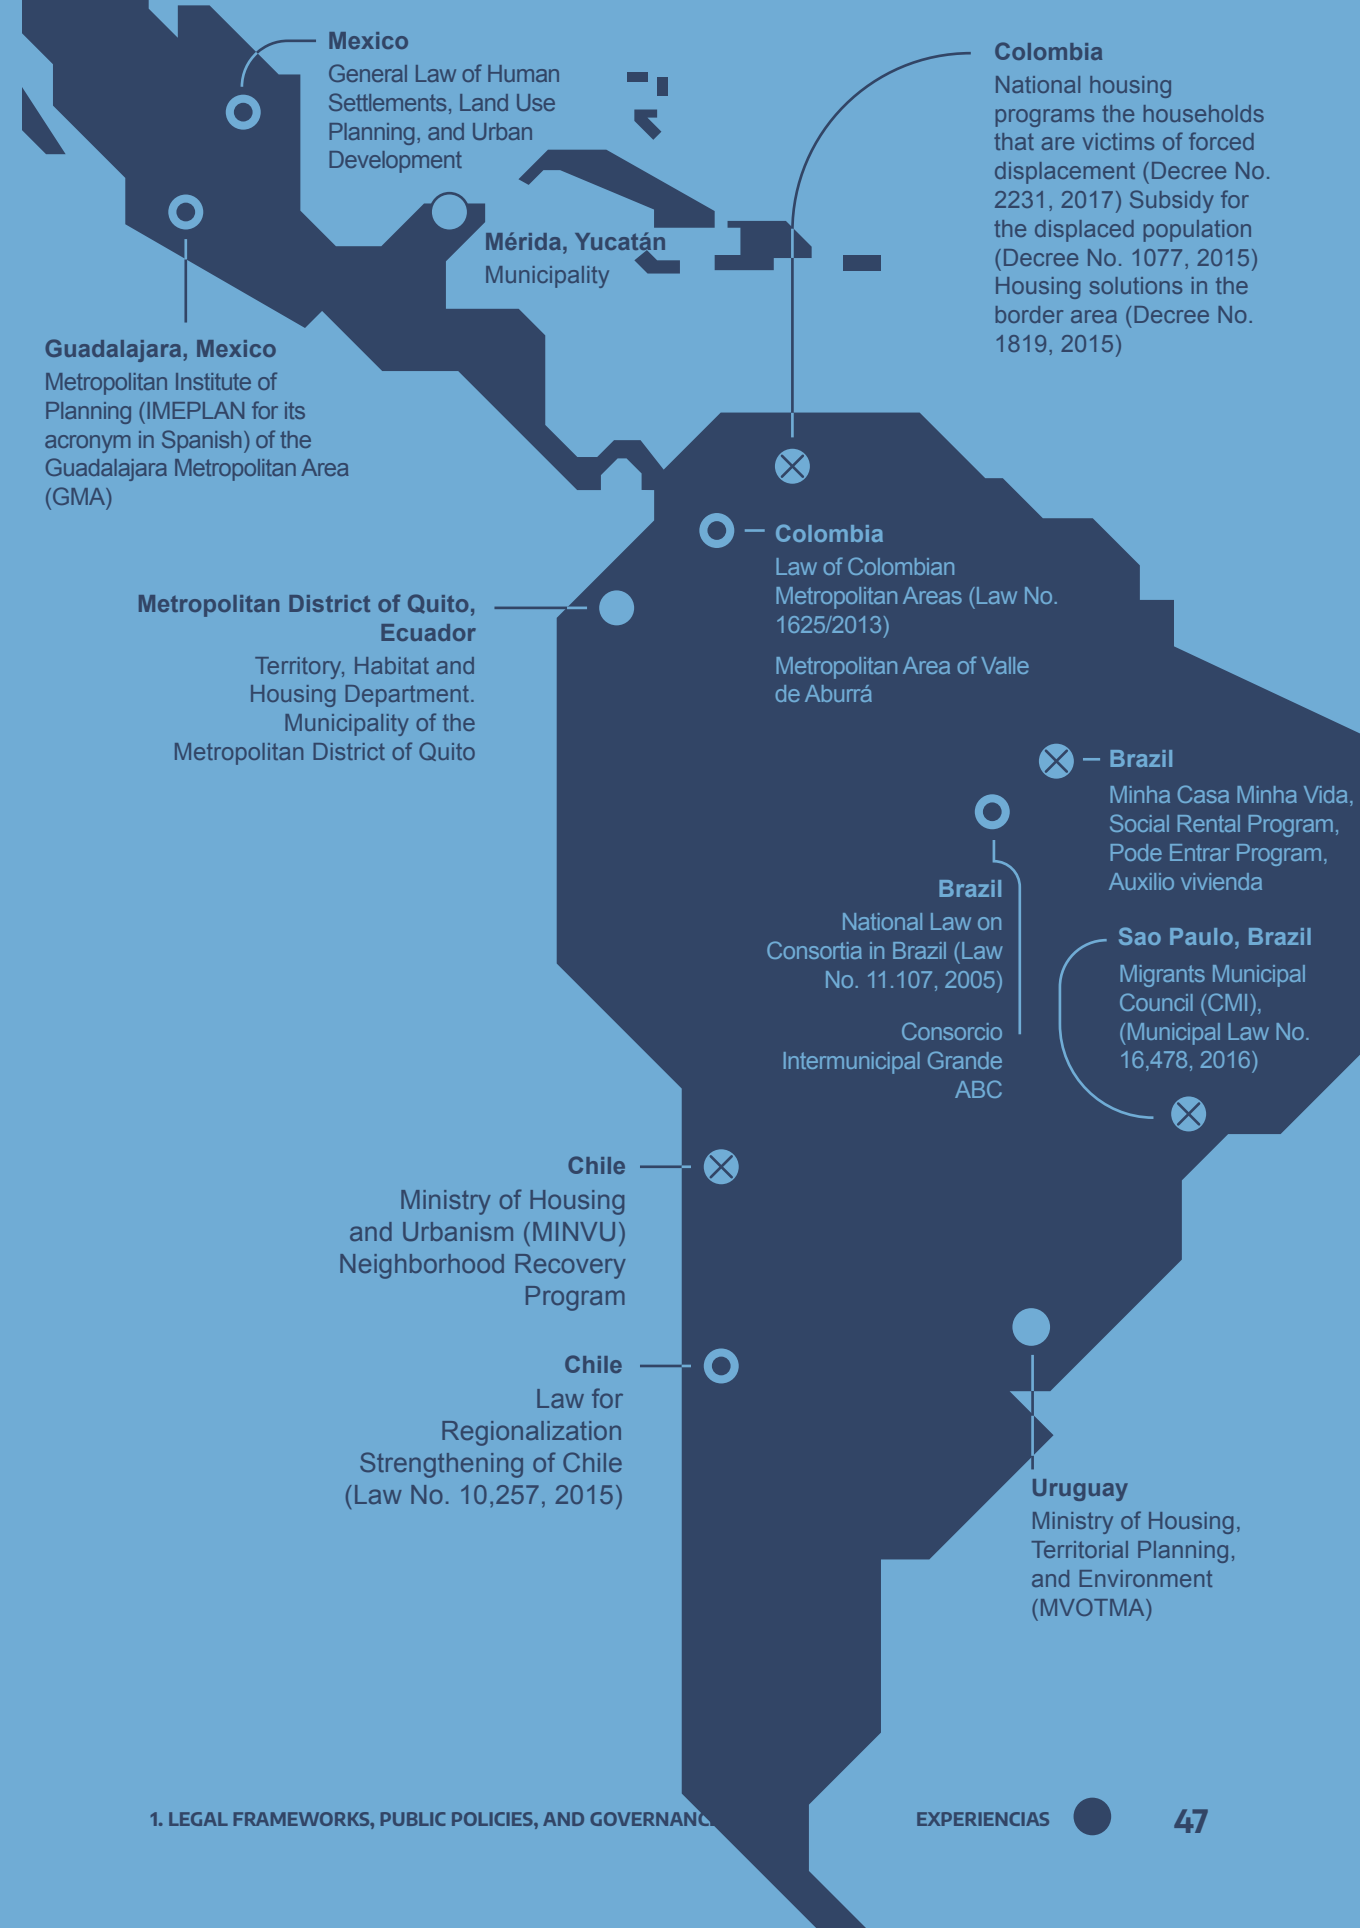 Mexico
General Law of Human
Settlements, Land Use
Planning, and Urban
Development
Colombia
National housing
programs the households
that are victims of forced
displacement (Decree No.
2231, 2017) Subsidy for
the displaced population
(Decree No. 1077, 2015)
Housing solutions in the
border area (Decree No.
1819, 2015)
Mérida, Yucatán
Municipality
Guadalajara, Mexico
Metropolitan Institute of
Planning (IMEPLAN for its
acronym in Spanish) of the
Guadalajara Metropolitan Area
(GMA)
Colombia
Law of Colombian
Metropolitan Areas (Law No.
1625/2013)
Metropolitan Area of Valle
de Aburrá
Metropolitan District of Quito,
Ecuador
Territory, Habitat and
Housing Department.
Municipality of the
Metropolitan District of Quito
Brazil
Minha Casa Minha Vida,
Social Rental Program,
Pode Entrar Program,
Auxilio vivienda
Brazil
National Law on
Consortia in Brazil (Law
No. 11.107, 2005)
Consorcio
Intermunicipal Grande
ABC
Sao Paulo, Brazil
Migrants Municipal
Council (CMI),
(Municipal Law No.
16,478, 2016)
Chile
Ministry of Housing
and Urbanism (MINVU)
Neighborhood Recovery
Program
Chile
Law for
Regionalization
Strengthening of Chile
(Law No. 10,257, 2015)
Uruguay
Ministry of Housing,
Territorial Planning,
and Environment
(MVOTMA)
1. LEGAL FRAMEWORKS, PUBLIC POLICIES, AND GOVERNANCE
EXPERIENCIAS 47